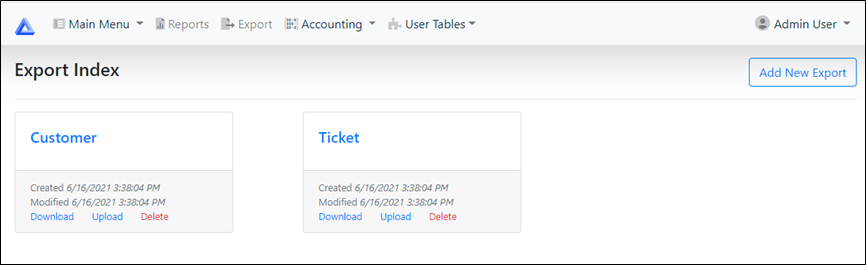 Main Menu Reports Export Accounting User Tables Admin User
Export Index Add New Export
Customer
Created 6/16/2021 3:38:04 PM
Modified 6/16/2021 3:38:04 PM
Download Upload Delete
Ticket
Created 6/16/2021 3:38:04 PM
Modified 6/16/2021 3:38:04 PM
Download Upload Delete